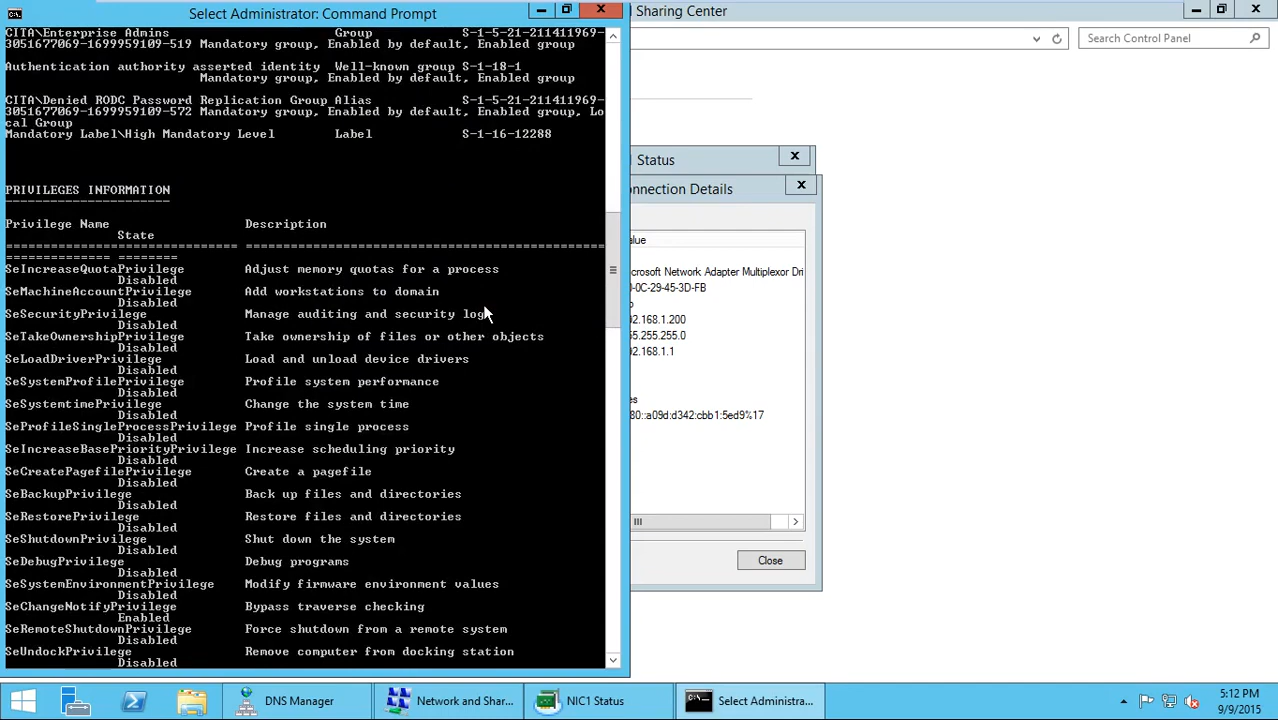 Select Administrator: Command Prompt
CITA\Enterprise Admins Group S-1-5-21-211411969-
3051677069-1699959109-519 Mandatory group, Enabled by default, Enabled group
Authentication authority asserted identity Well-known group S-1-18-1
Mandatory group, Enabled by default, Enabled group
CITA\Denied RODC Password Replication Group Alias S-1-5-21-211411969-
3051677069-1699959109-572 Mandatory group, Enabled by default, Enabled group, Lo
cal Group
Mandatory Label\High Mandatory Level Label S-1-16-12288
PRIVILEGES INFORMATION
----------------------
Privilege Name Description
State
=============================== ================================================
============== ========
SeIncreaseQuotaPrivilege Adjust memory quotas for a process
Disabled
SeMachineAccountPrivilege Add workstations to domain
Disabled
SeSecurityPrivilege Manage auditing and security log
Disabled
SeTakeOwnershipPrivilege Take ownership of files or other objects
Disabled
SeLoadDriverPrivilege Load and unload device drivers
Disabled
SeSystemProfilePrivilege Profile system performance
Disabled
SeSystemtimePrivilege Change the system time
Disabled
SeProfileSingleProcessPrivilege Profile single process
Disabled
SeIncreaseBasePriorityPrivilege Increase scheduling priority
Disabled
SeCreatePagefilePrivilege Create a pagefile
Disabled
SeBackupPrivilege Back up files and directories
Disabled
SeRestorePrivilege Restore files and directories
Disabled
SeShutdownPrivilege Shut down the system
Disabled
SeDebugPrivilege Debug programs
Disabled
SeSystemEnvironmentPrivilege Modify firmware environment values
Disabled
SeChangeNotifyPrivilege Bypass traverse checking
Enabled
SeRemoteShutdownPrivilege Force shutdown from a remote system
Disabled
SeUndockPrivilege Remove computer from docking station
Disabled
Sharing Center
Search Control Panel
Status
onnection Details
alue
crosoft Network Adapter Multiplexor Dri
0-0C-29-45-3D-FB
2.168.1.200
55.255.255.0
2.168.1.1
es
80::a09d:d342:cbb1:5ed9%17
Close
DNS Manager
Network and Shar...
NIC1 Status
Select Administra...
5:12 PM
9/9/2015